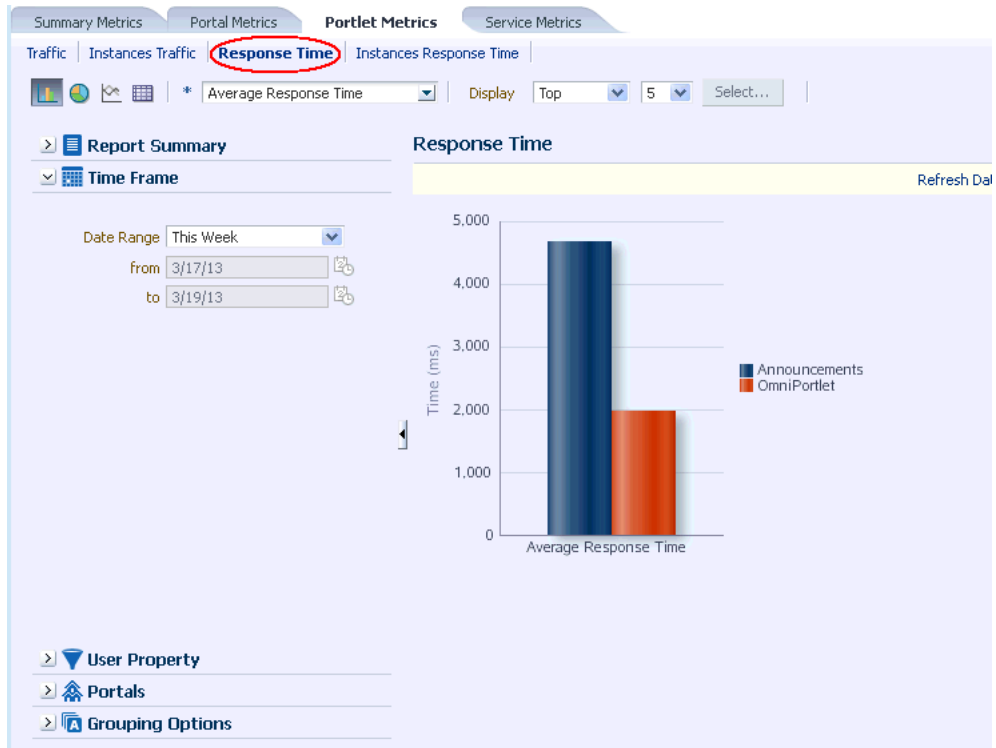 Summary Metrics Portal Metrics Portlet Metrics Service Metrics
Traffic Instances Traffic Response Time Instances Response Time
* Average Response Time Display Top 5 Select...
Report Summary
Time Frame
Date Range This Week
from 3/17/13
to 3/19/13
User Property
Portals
Grouping Options
Response Time
Refresh Dat
5,000
4,000
3,000
2,000
1,000
0
Time (ms)
Average Response Time
Announcements
OmniPortlet